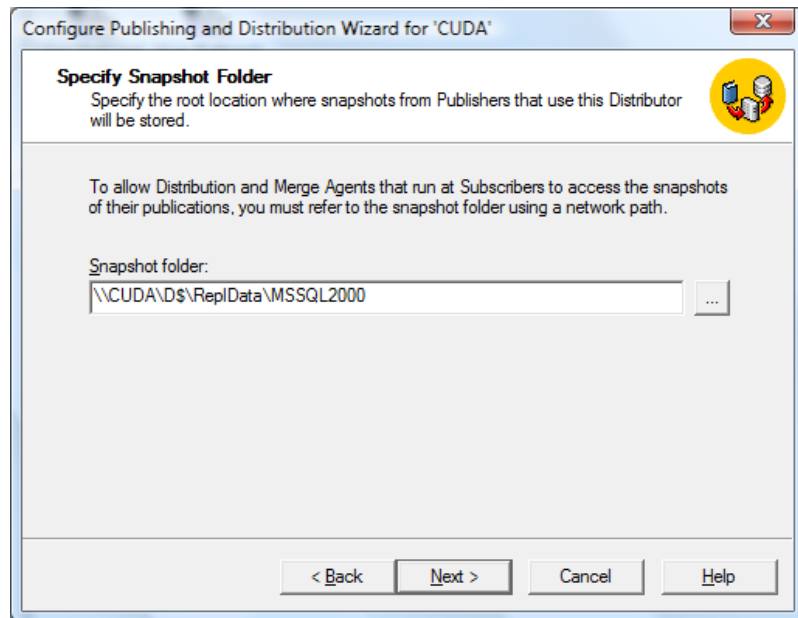 Configure Publishing and Distribution Wizard for 'CUDA'
Specify Snapshot Folder
Specify the root location where snapshots from Publishers that use this Distributor
will be stored.
To allow Distribution and Merge Agents that run at Subscribers to access the snapshots
of their publications, you must refer to the snapshot folder using a network path.
Snapshot folder:
\\CUDA\D$\ReplData\MSSQL2000
...
< Back
Next >
Cancel
Help